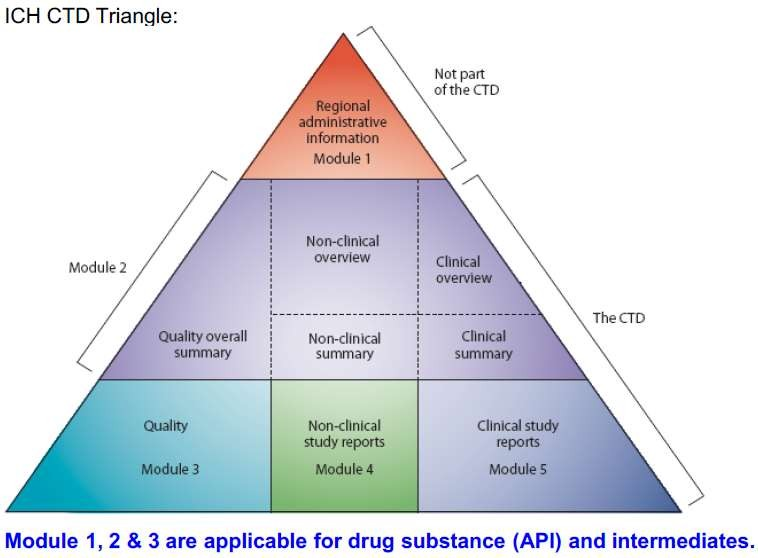 ICH CTD Triangle:
Not part
of the CTD
Regional
administrative
information
Module 1
Module 2
Non-clinical
overview
Clinical
overview
The CTD
Quality overall
summary
Non-clinical
summary
Clinical
summary
Quality
Module 3
Non-clinical
study reports
Module 4
Clinical study
reports
Module 5
Module 1, 2 & 3 are applicable for drug substance (API) and intermediates.